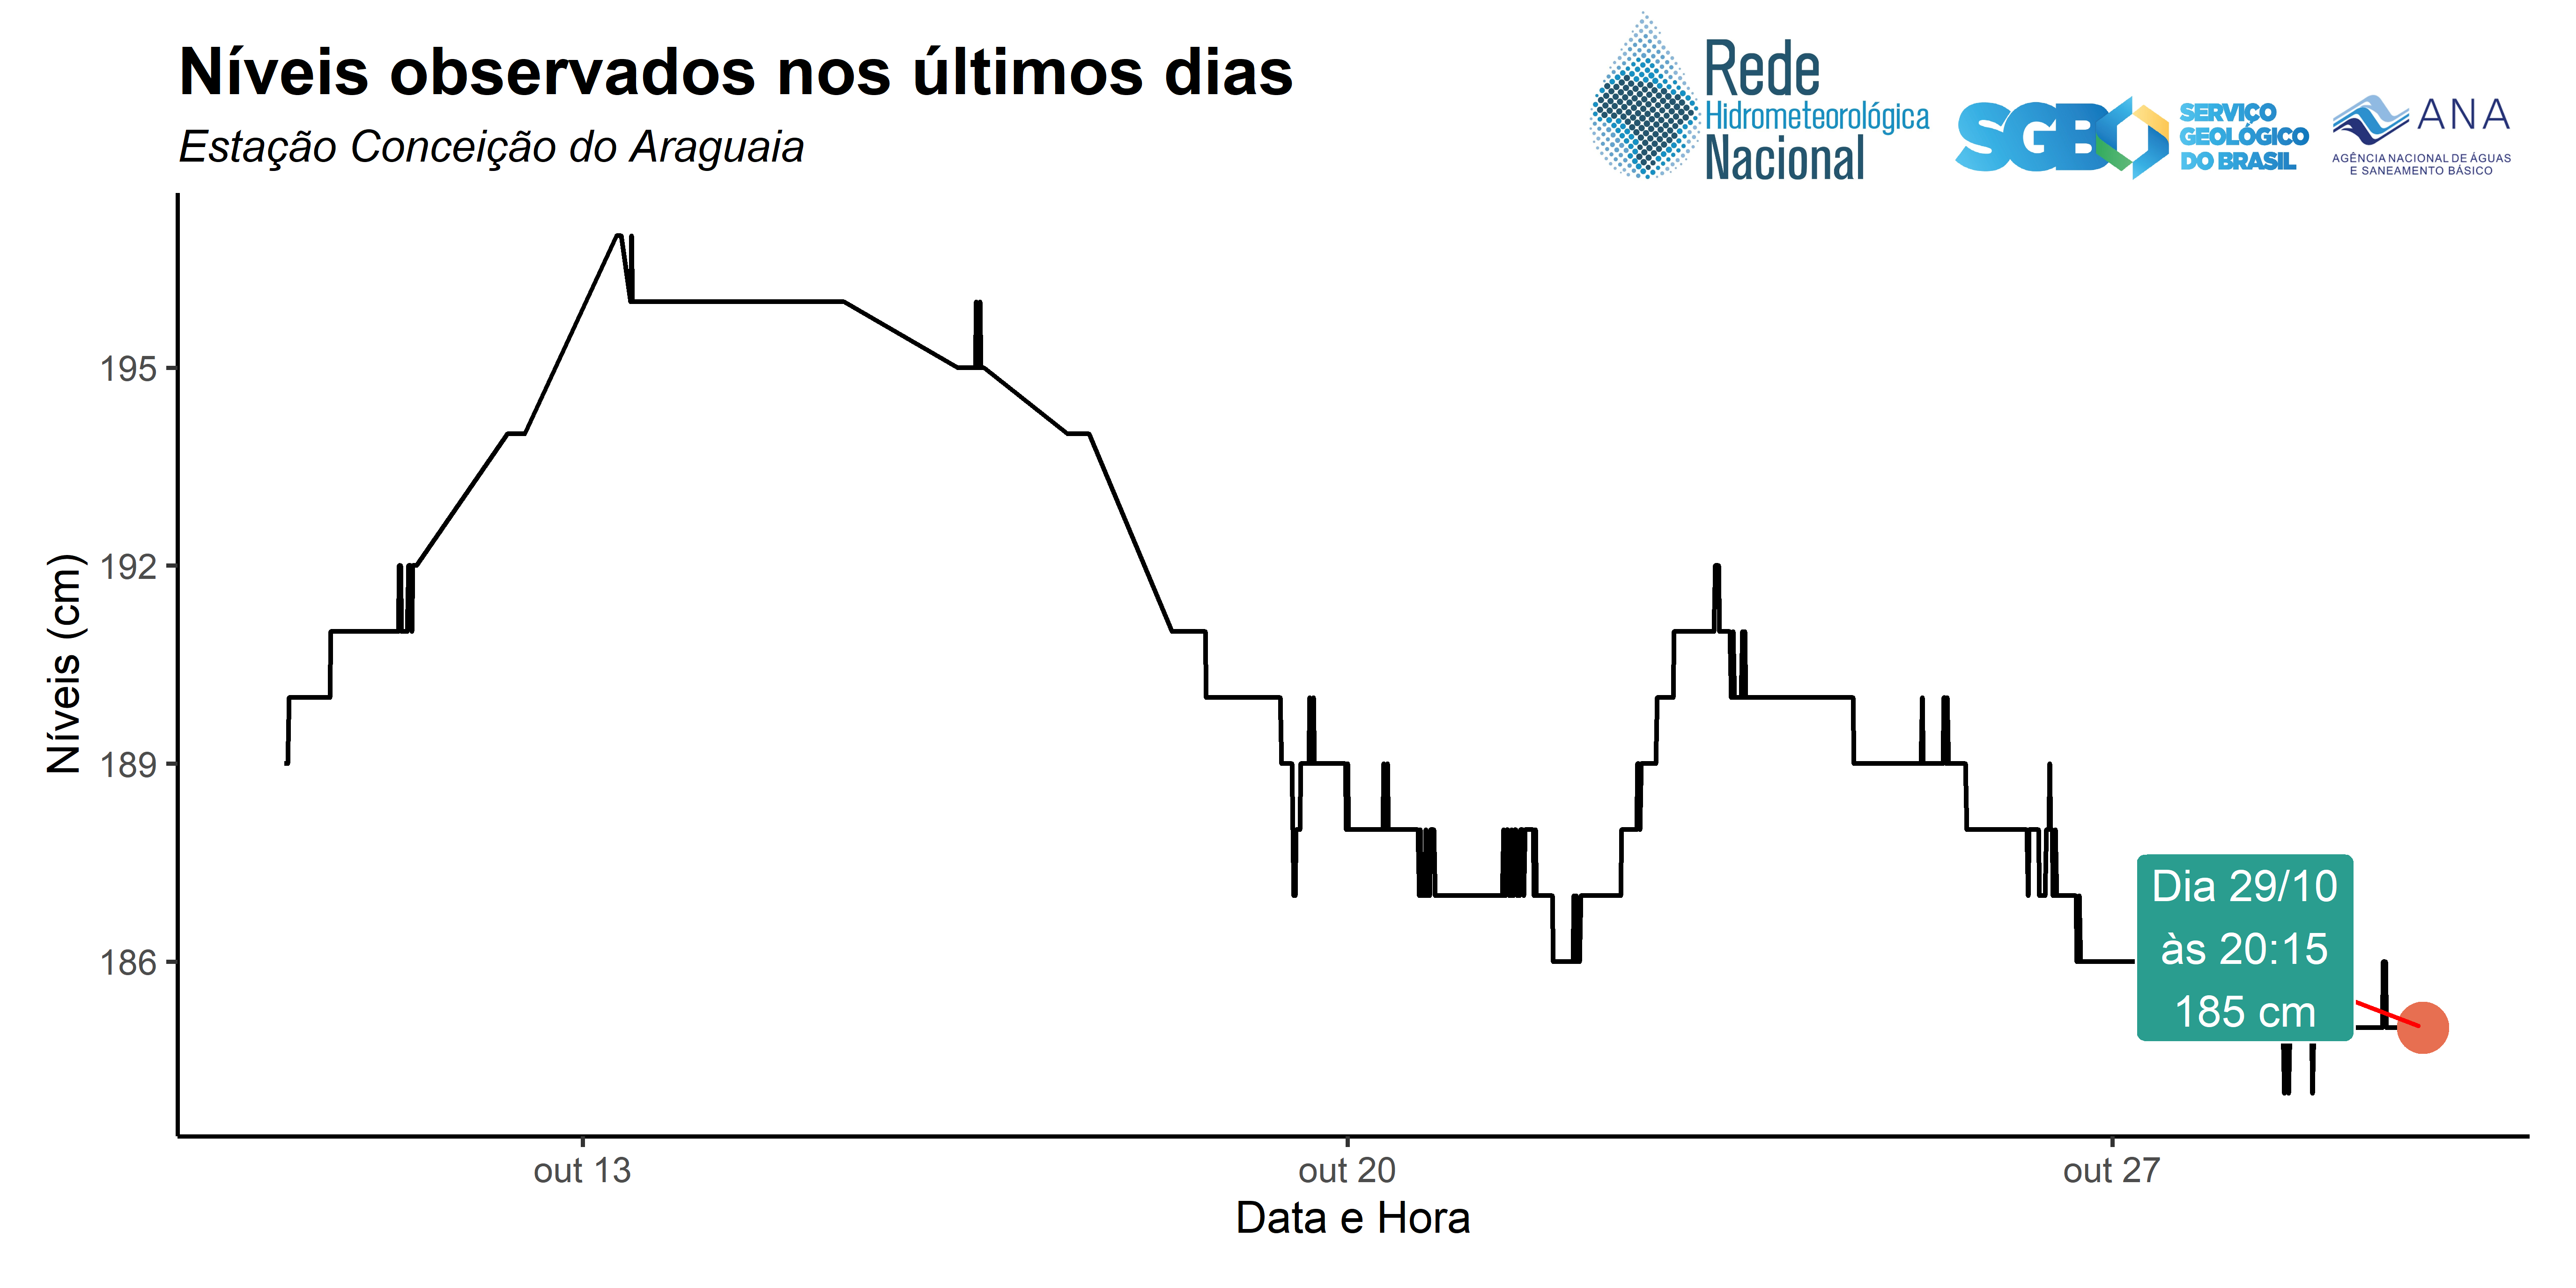 Níveis observados nos últimos dias
Estação Conceição do Araguaia
Rede
Hidrometeorológica
Nacional
SGB
SERVIÇO
GEOLÓGICO
DO BRASIL
ANA
AGÊNCIA NACIONAL DE ÁGUAS
E SANEAMENTO BÁSICO
Níveis (cm)
195
192
189
186
Dia 29/10
às 20:15
185 cm
out 13
out 20
out 27
Data e Hora